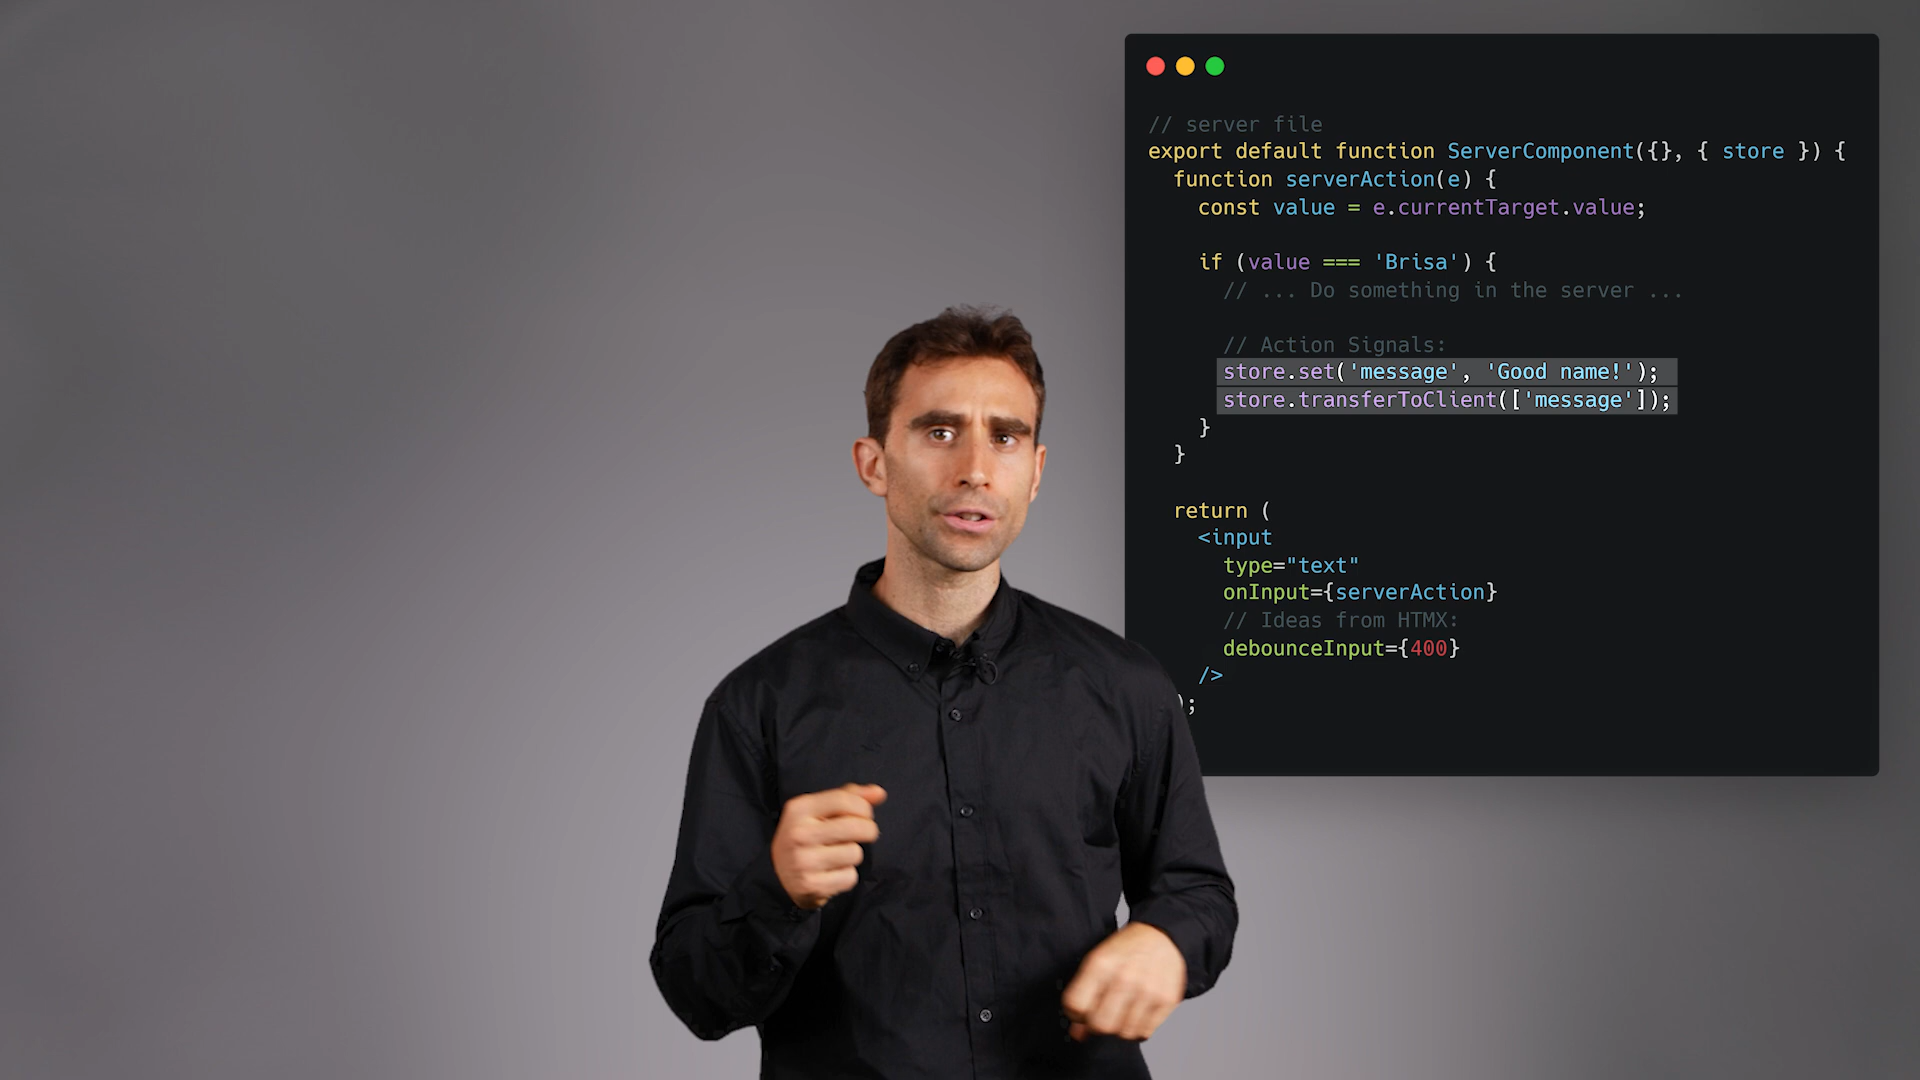 // server file
export default function ServerComponent({}, { store }) {
function serverAction(e) {
const value = e.currentTarget.value;
if (value === 'Brisa') {
// ... Do something in the server ...
// Action Signals:
store.set('message', 'Good name!');
store.transferToClient(['message']);
}
}
return (
<input
type="text"
onInput={serverAction}
// Ideas from HTMX:
debounceInput={400}
/>
);